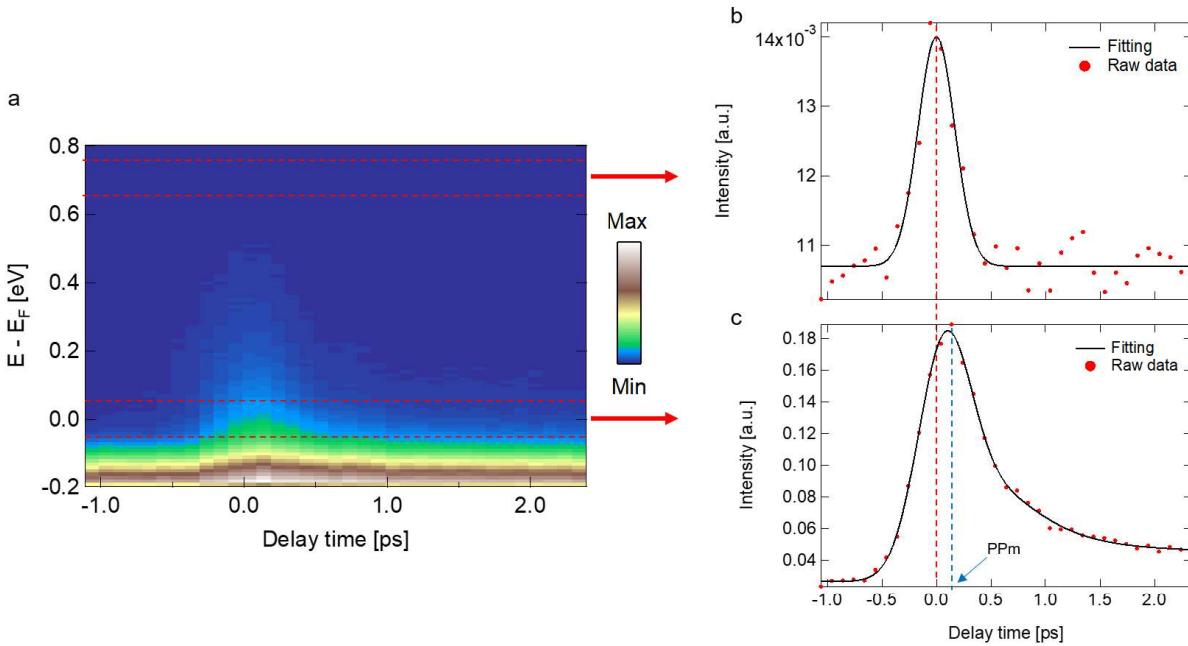 a
E - E_F [eV]
0.8
0.6
0.4
0.2
0.0
-0.2
-1.0 0.0 1.0 2.0
Delay time [ps]
Max
Min
b
Intensity [a.u.]
14x10⁻³
13
12
11
Fitting
Raw data
c
Intensity [a.u.]
0.18
0.16
0.14
0.12
0.10
0.08
0.06
0.04
Fitting
Raw data
PPm
-1.0 -0.5 0.0 0.5 1.0 1.5 2.0
Delay time [ps]